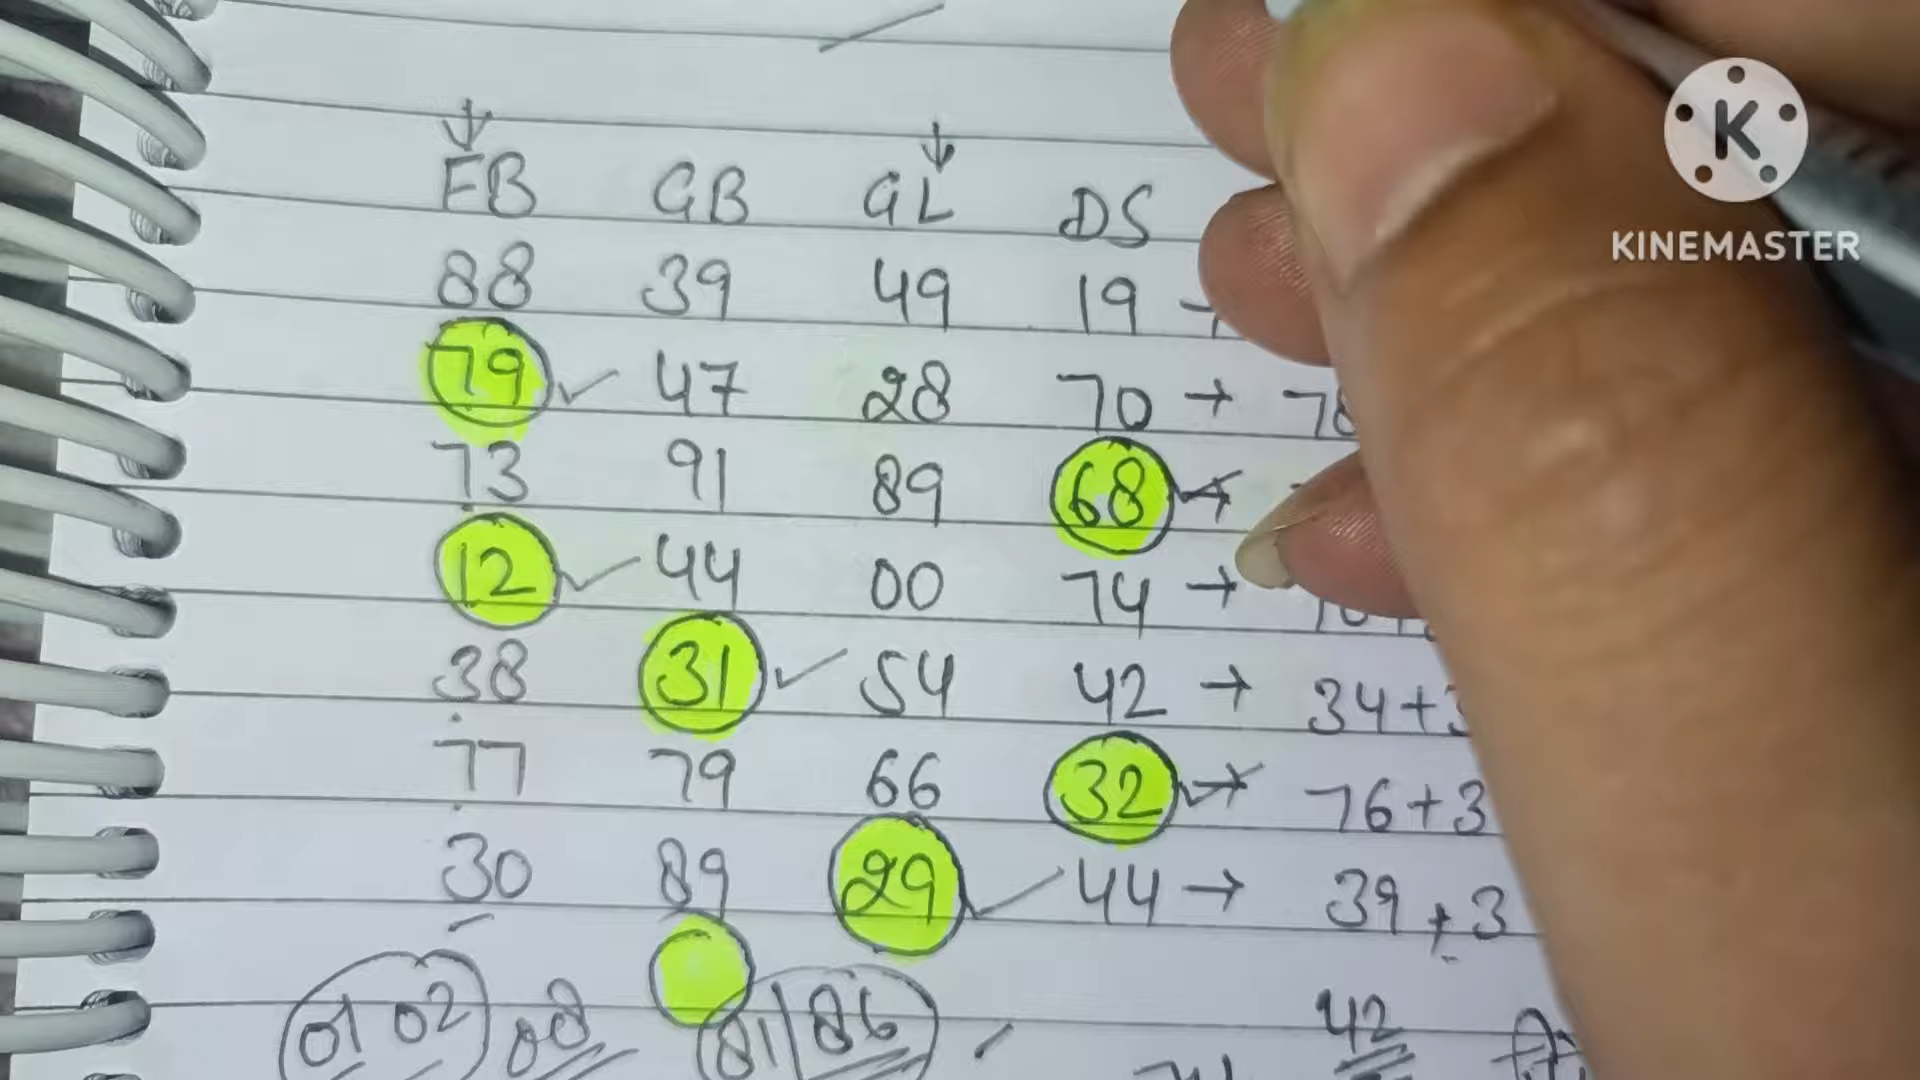 FB GB GL DS
K
KINEMASTER
88 39 49 19 →
79 ✓ 47 28 70 → 78
73 91 89 68 ✓→
12 ✓ 44 00 74 →
38 31 ✓ 54 42 → 34+3
77 79 66 32 ✓→ 76+3
30 89 29 ✓ 44 → 39+3
01 02 08 81|86 42